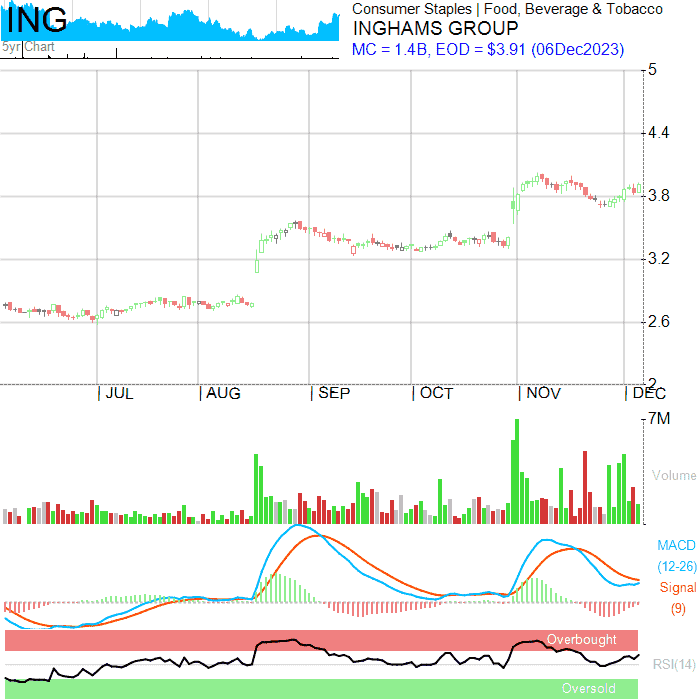 ING
Consumer Staples | Food, Beverage & Tobacco
INGHAMS GROUP
MC = 1.4B, EOD = $3.91 (06Dec2023)
5yr Chart
5
4.4
3.8
3.2
2.6
2
JUL AUG SEP OCT NOV DEC
7M
Volume
MACD
(12-26)
Signal
(9)
Overbought
RSI(14)
Oversold